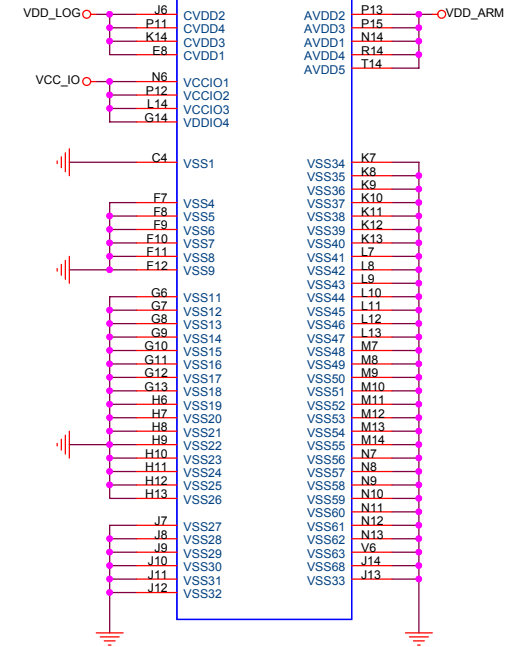 VDD_LOG J6 CVDD2 AVDD2 P13 VDD_ARM
P11 CVDD4 AVDD3 P15
K14 CVDD3 AVDD1 N14
E8 CVDD1 AVDD4 R14
AVDD5 T14
VCC_IO N6 VCCIO1
P12 VCCIO2
L14 VCCIO3
G14 VDDIO4
C4 VSS1 VSS34 K7
VSS35 K8
VSS36 K9
F7 VSS4 VSS37 K10
F8 VSS5 VSS38 K11
F9 VSS6 VSS39 K12
F10 VSS7 VSS40 K13
F11 VSS8 VSS41 L7
F12 VSS9 VSS42 L8
VSS43 L9
G6 VSS11 VSS44 L10
G7 VSS12 VSS45 L11
G8 VSS13 VSS46 L12
G9 VSS14 VSS47 L13
G10 VSS15 VSS48 M7
G11 VSS16 VSS49 M8
G12 VSS17 VSS50 M9
G13 VSS18 VSS51 M10
H6 VSS19 VSS52 M11
H7 VSS20 VSS53 M12
H8 VSS21 VSS54 M13
H9 VSS22 VSS55 M14
H10 VSS23 VSS56 N7
H11 VSS24 VSS57 N8
H12 VSS25 VSS58 N9
H13 VSS26 VSS59 N10
VSS60 N11
J7 VSS27 VSS61 N12
J8 VSS28 VSS62 N13
J9 VSS29 VSS63 V6
J10 VSS30 VSS68 J14
J11 VSS31 VSS33 J13
J12 VSS32